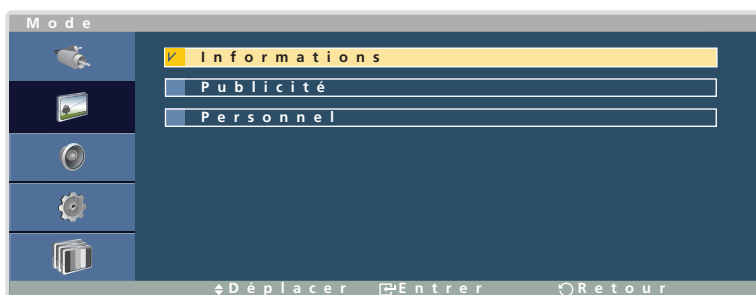 Mode
Informations
Publicité
Personnel
Déplacer Entrer Retour